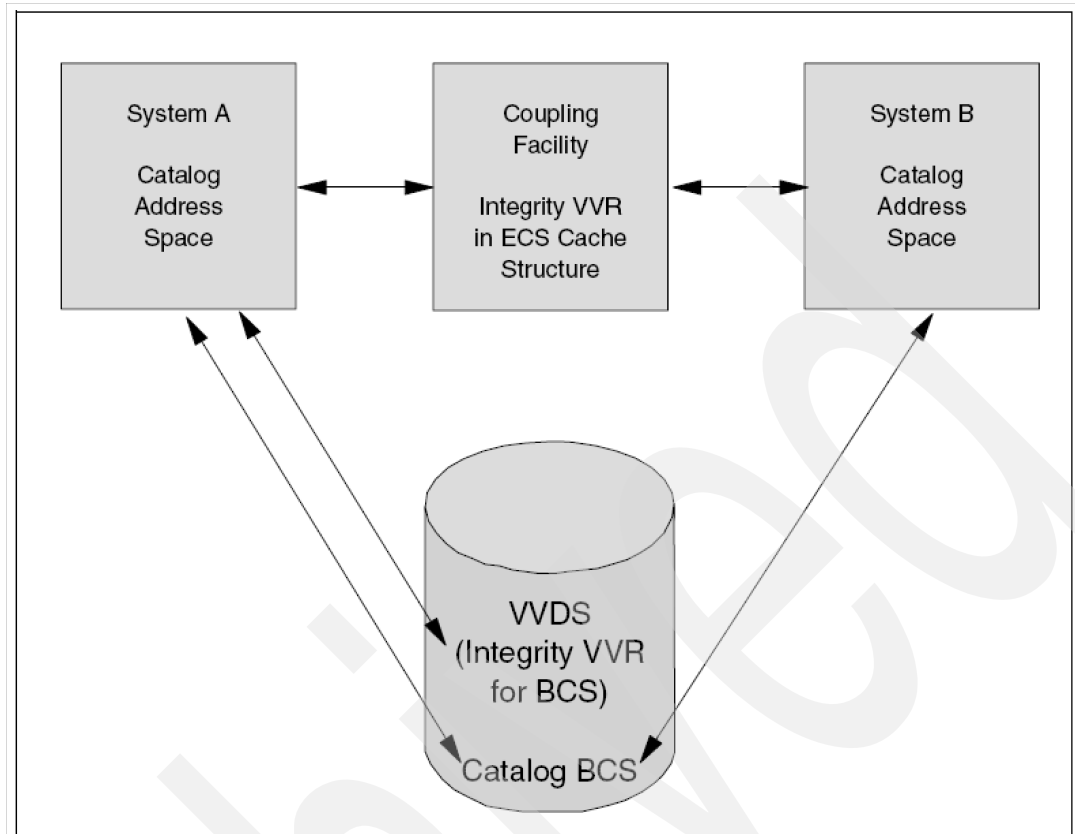 System A
Catalog
Address
Space
Coupling
Facility
Integrity VVR
in ECS Cache
Structure
System B
Catalog
Address
Space
VVDS
(Integrity VVR
for BCS)
Catalog BCS